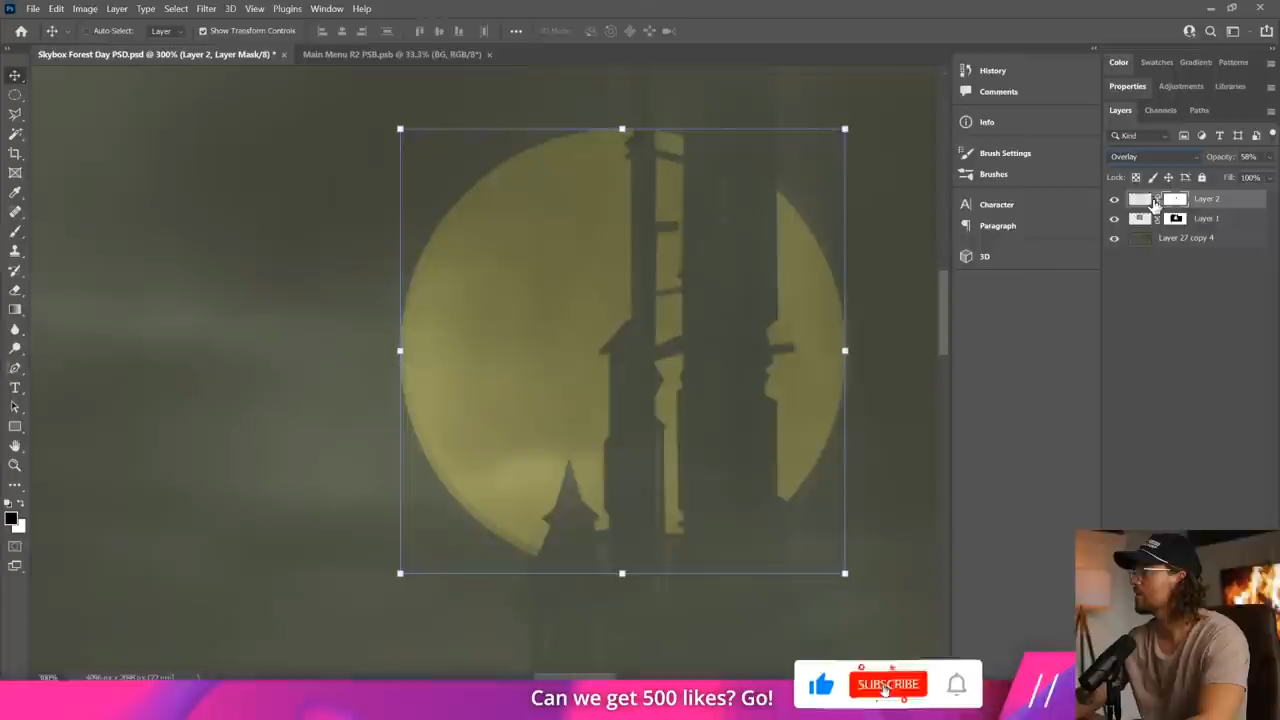 Ps File Edit Image Layer Type Select Filter 3D View Plugins Window Help
Auto-Select: Layer Show Transform Controls 3D Mode:
Skybox Forest Day PSD.psd @ 300% (Layer 2, Layer Mask/8) * × Main Menu R2 PSB.psb @ 33.3% (BG, RGB/8*) ×
Color Swatches Gradients Patterns
History
Properties Adjustments Libraries
Comments
Layers Channels Paths
Info
Kind
Brush Settings
Overlay Opacity: 58%
Brushes
Lock: Fill: 100%
Character
Layer 2
Paragraph
Layer 1
Layer 27 copy 4
3D
300%
Can we get 500 likes? Go!
SUBSCRIBE
//